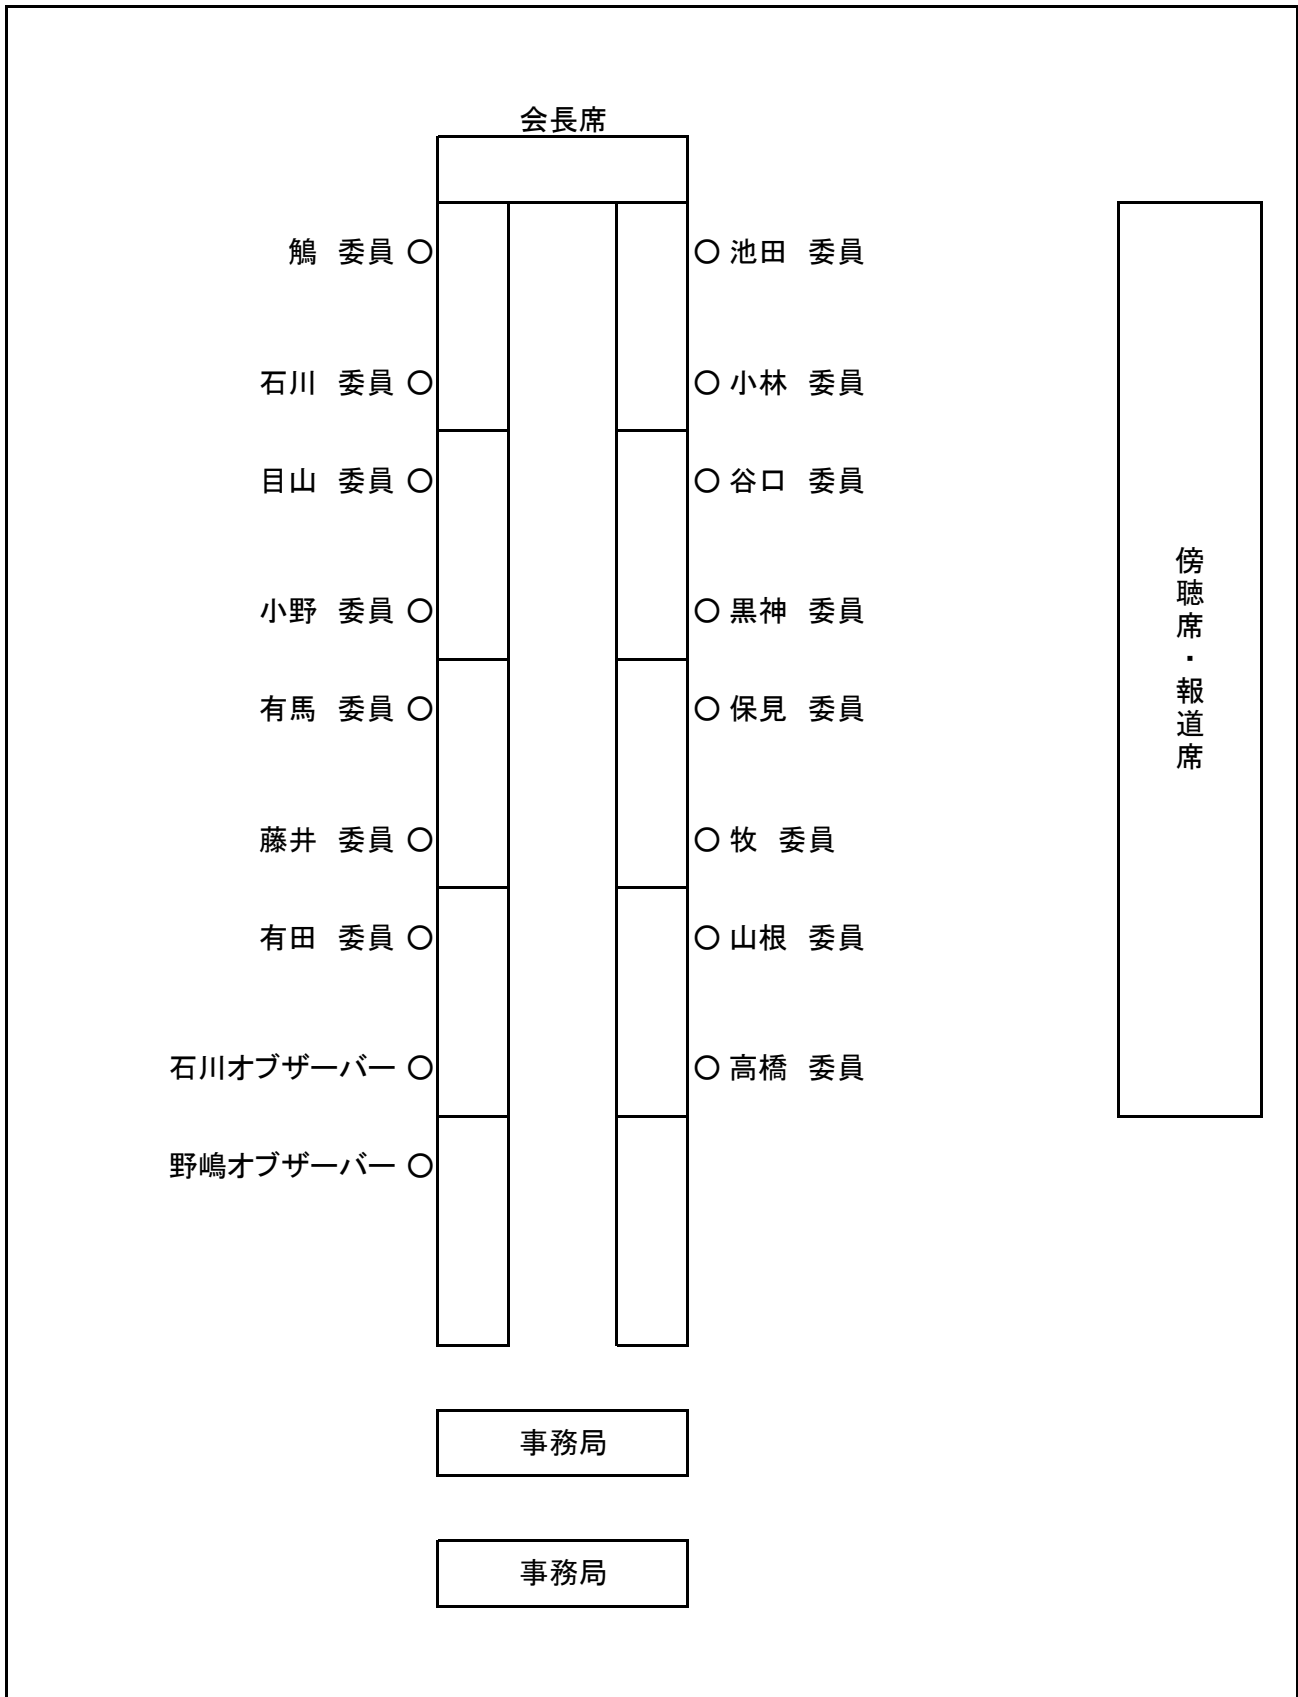 会長席
鵤　委員 ○ ○ 池田　委員
石川　委員 ○ ○ 小林　委員
目山　委員 ○ ○ 谷口　委員
小野　委員 ○ ○ 黒神　委員
有馬　委員 ○ ○ 保見　委員
藤井　委員 ○ ○ 牧　委員
有田　委員 ○ ○ 山根　委員
石川オブザーバー ○ ○ 高橋　委員
野嶋オブザーバー ○
傍聴席・報道席
事務局
事務局